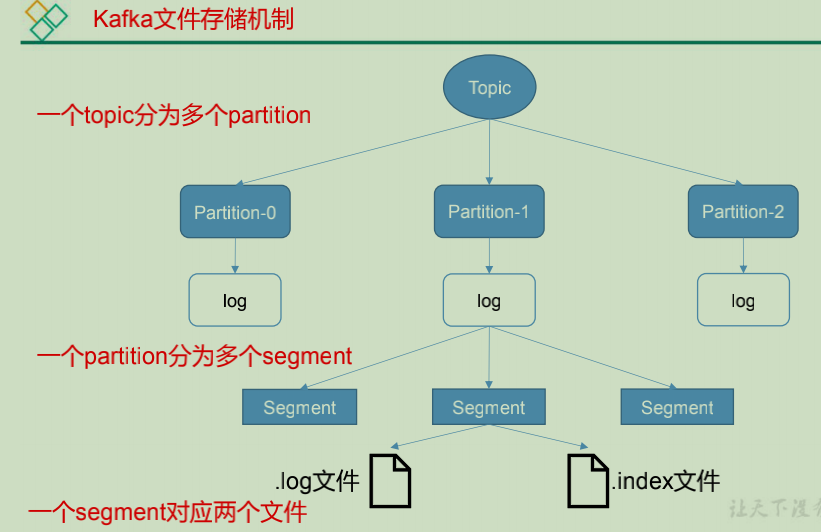 Kafka文件存储机制
Topic
一个topic分为多个partition
Partition-0
Partition-1
Partition-2
log
log
log
一个partition分为多个segment
Segment
Segment
Segment
.log文件
.index文件
一个segment对应两个文件
让天下没